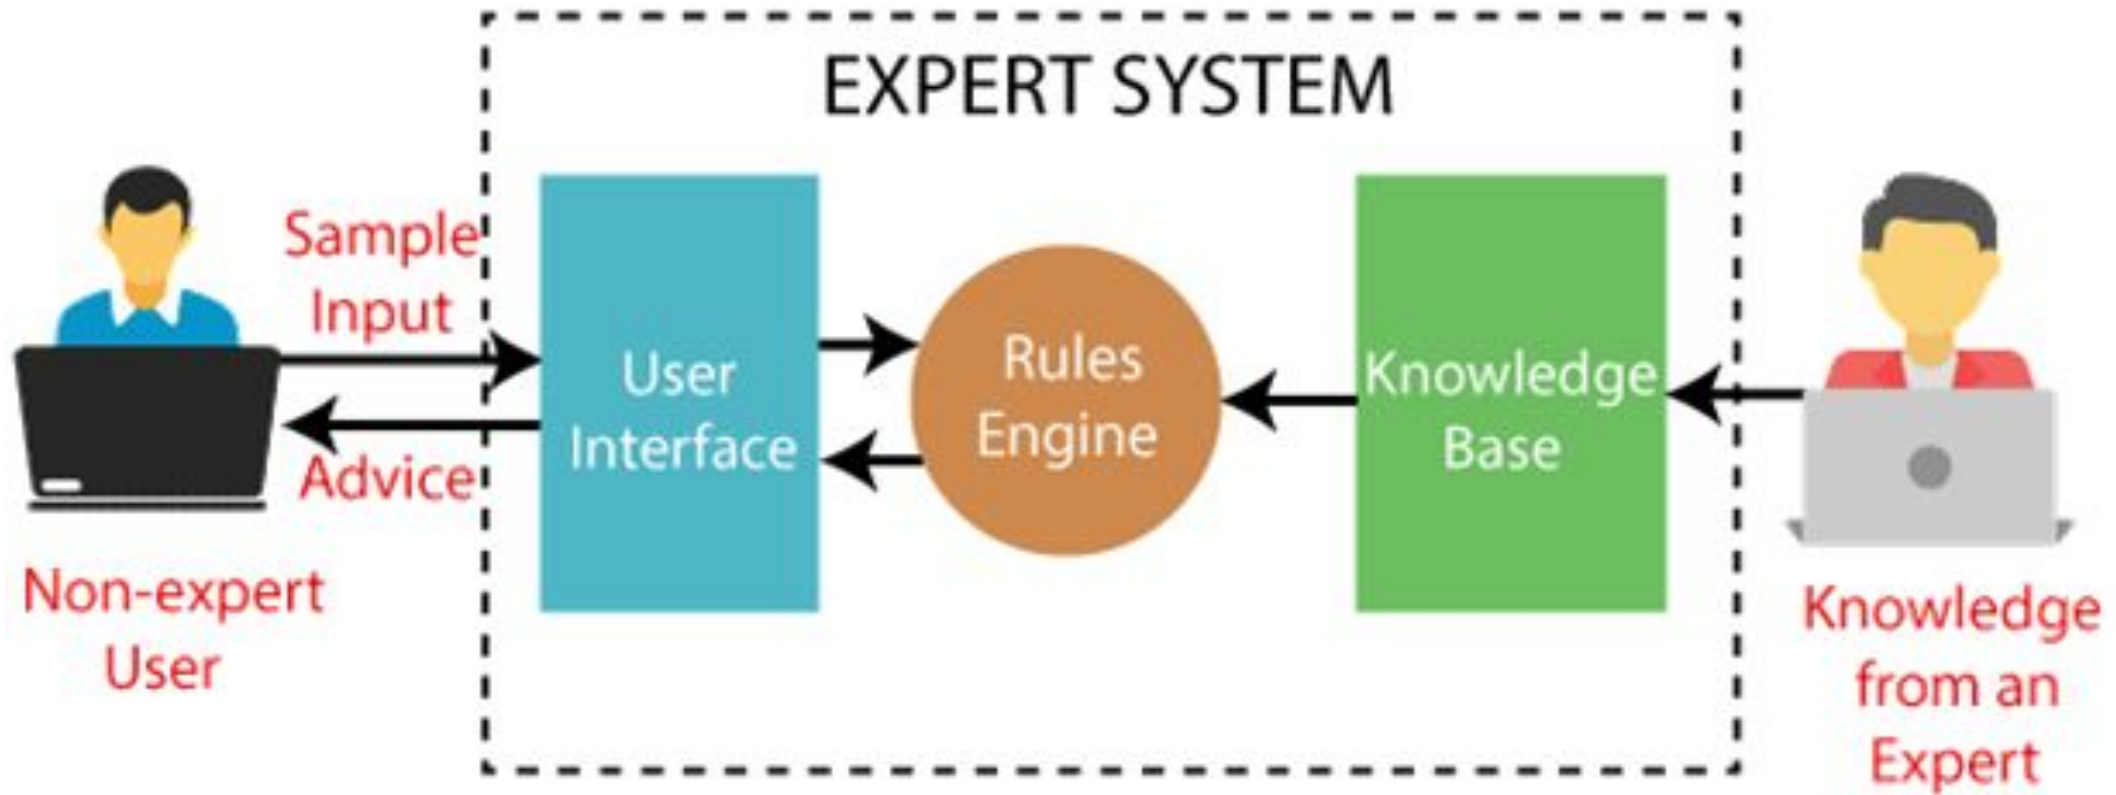 EXPERT SYSTEM
Sample
Input
Advice
Non-expert
User
User
Interface
Rules
Engine
Knowledge
Base
Knowledge
from an
Expert